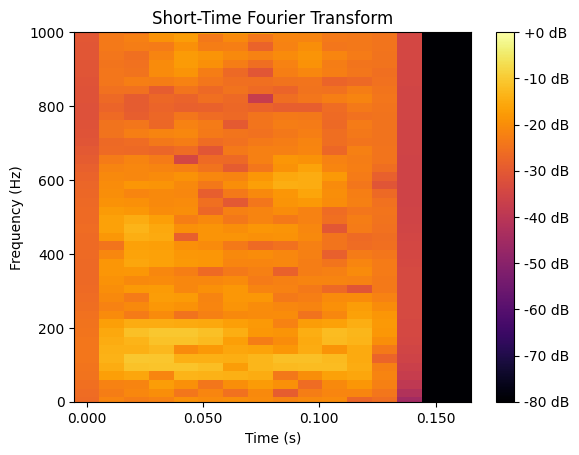 Short-Time Fourier Transform
1000
800
600
400
200
0
Frequency (Hz)
0.000
0.050
0.100
0.150
Time (s)
+0 dB
-10 dB
-20 dB
-30 dB
-40 dB
-50 dB
-60 dB
-70 dB
-80 dB